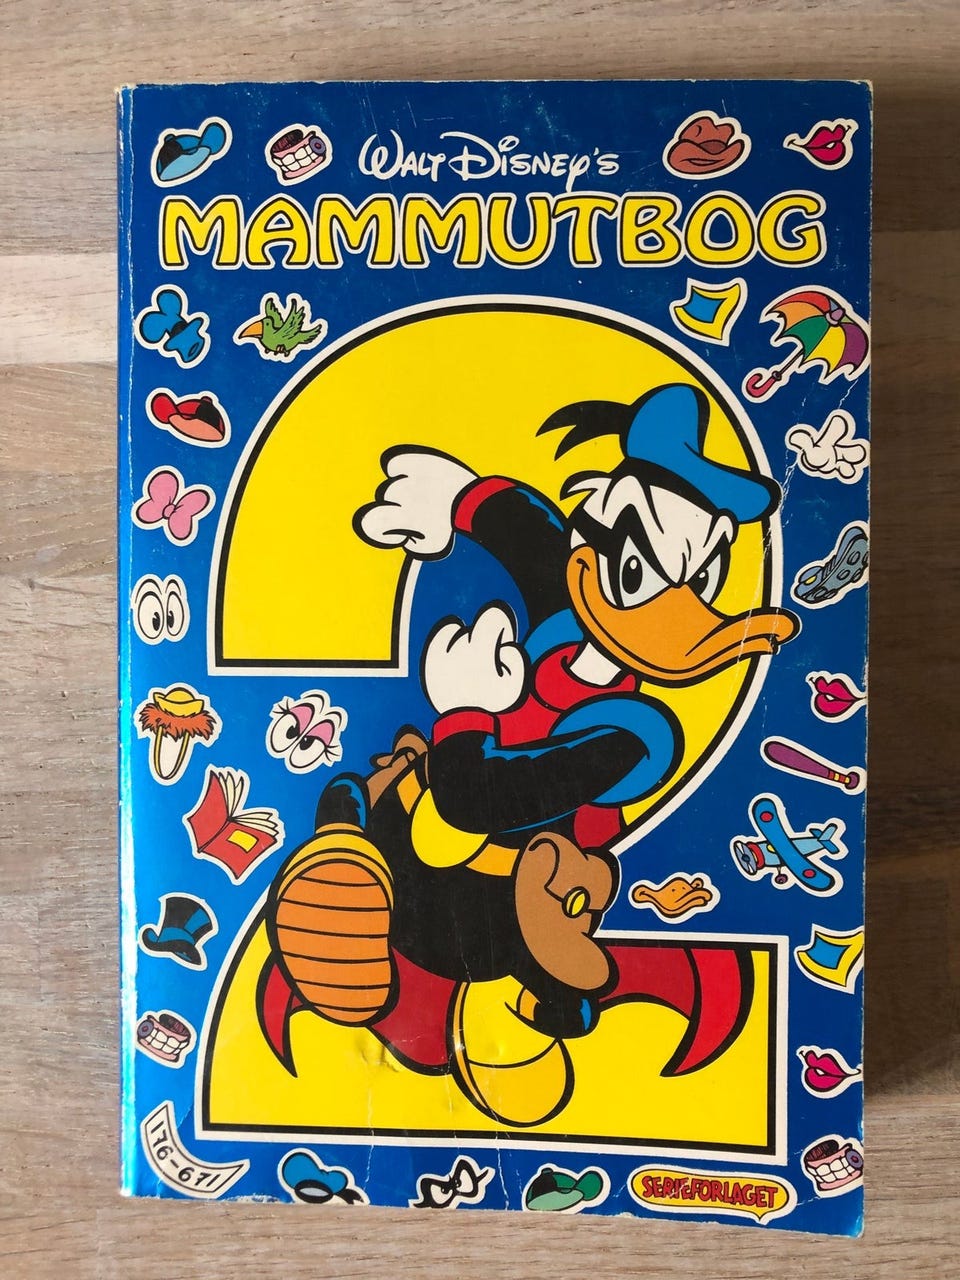 WALT DISNEY'S
MAMMUTBOG
2
176-671
SERIEFORLAGET